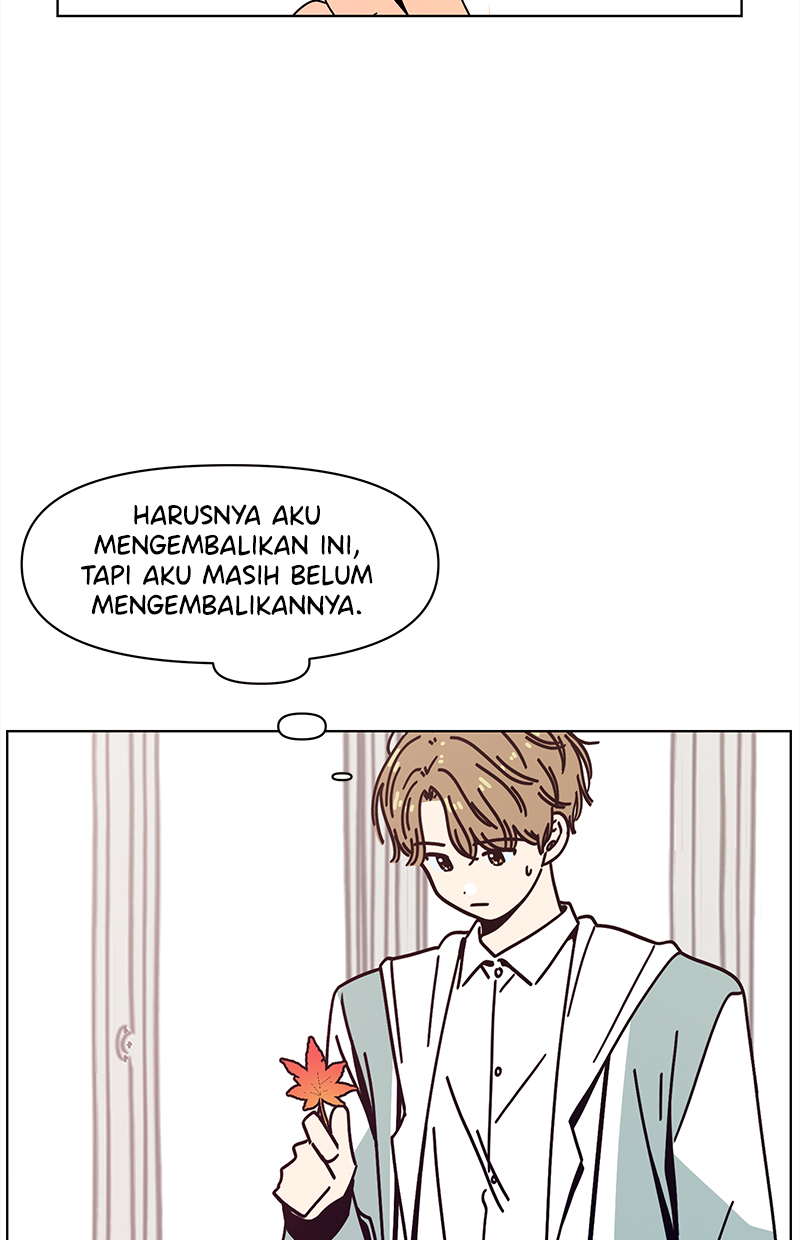 HARUSNYA AKU
MENGEMBALIKAN INI,
TAPI AKU MASIH BELUM
MENGEMBALIKANNYA.